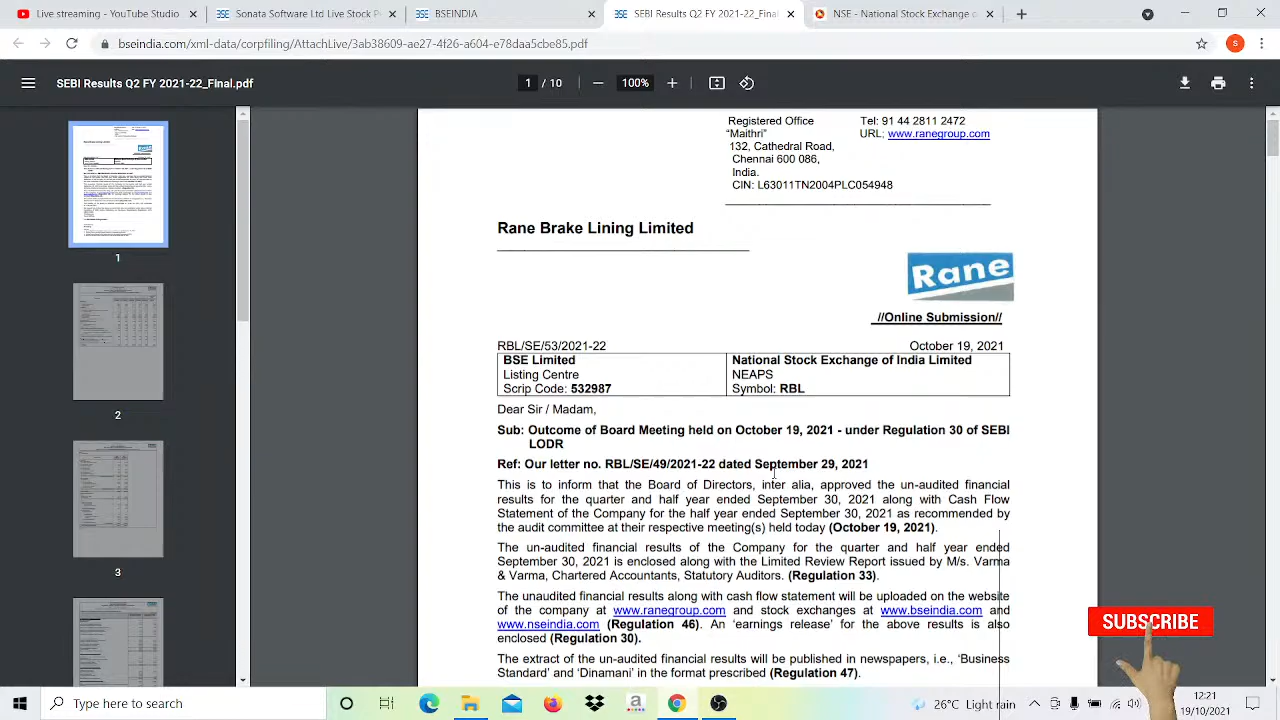 Live streaming - YouTube Studio
Sonata Software Ltd Live Stock P
BSEINDIA
SEBI Results Q2 FY 2021-22_Final
NSE - National Stock Exchange o
bseindia.com/xml-data/corpfiling/AttachLive/3ab38609-ae27-4f26-a604-e78daa5cbe85.pdf
S
SEBI Results Q2 FY 2021-22_Final.pdf
1 / 10
100%
1
2
3
Registered Office
"Maithri"
132, Cathedral Road,
Chennai 600 086,
India.
CIN: L63011TN2004PLC054948
Tel: 91 44 2811 2472
URL: www.ranegroup.com
Rane Brake Lining Limited
Rane
//Online Submission//
RBL/SE/53/2021-22
October 19, 2021
BSE Limited
Listing Centre
Scrip Code: 532987
National Stock Exchange of India Limited
NEAPS
Symbol: RBL
Dear Sir / Madam,
Sub: Outcome of Board Meeting held on October 19, 2021 - under Regulation 30 of SEBI
LODR
Ref: Our letter no. RBL/SE/49/2021-22 dated September 29, 2021
This is to inform that the Board of Directors, inter alia, approved the un-audited financial
results for the quarter and half year ended September 30, 2021 along with Cash Flow
Statement of the Company for the half year ended September 30, 2021 as recommended by
the audit committee at their respective meeting(s) held today (October 19, 2021).
The un-audited financial results of the Company for the quarter and half year ended
September 30, 2021 is enclosed along with the Limited Review Report issued by M/s. Varma
& Varma, Chartered Accountants, Statutory Auditors. (Regulation 33).
The unaudited financial results along with cash flow statement will be uploaded on the website
of the company at www.ranegroup.com and stock exchanges at www.bseindia.com and
www.nseindia.com (Regulation 46). An 'earnings release' for the above results is also
enclosed (Regulation 30).
The extract of the un-audited financial results will be published in newspapers, i.e., 'Business
Standard' and 'Dinamani' in the format prescribed (Regulation 47).
SUBSCRIBE
Type here to search
26°C Light rain
12:21
19/10/2021